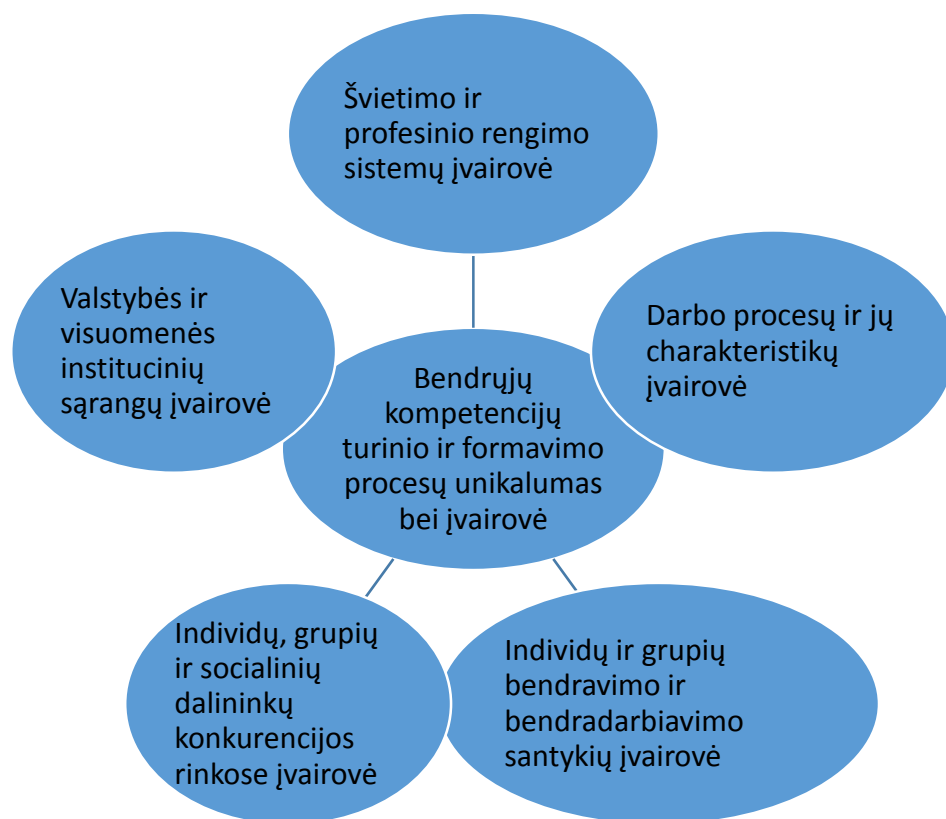 Švietimo ir
profesinio rengimo
sistemų įvairovė
Valstybės ir
visuomenės
institucinių
sąrangų įvairovė
Darbo procesų ir jų
charakteristikų
įvairovė
Bendrųjų
kompetencijų
turinio ir formavimo
procesų unikalumas
bei įvairovė
Individų, grupių
ir socialinių
dalininkų
konkurencijos
rinkose įvairovė
Individų ir grupių
bendravimo ir
bendradarbiavimo
santykių įvairovė